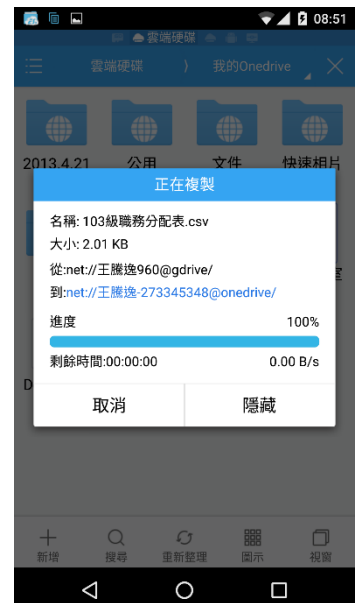 08:51
雲端硬碟
雲端硬碟 〉 我的Onedrive
2013.4.21 公用 文件 快速相片
正在複製
名稱: 103級職務分配表.csv
大小: 2.01 KB
從:net://王騰逸960@gdrive/
到:net://王騰逸-273345348@onedrive/
進度 100%
剩餘時間:00:00:00 0.00 B/s
取消 隱藏
新增 搜尋 重新整理 圖示 視窗